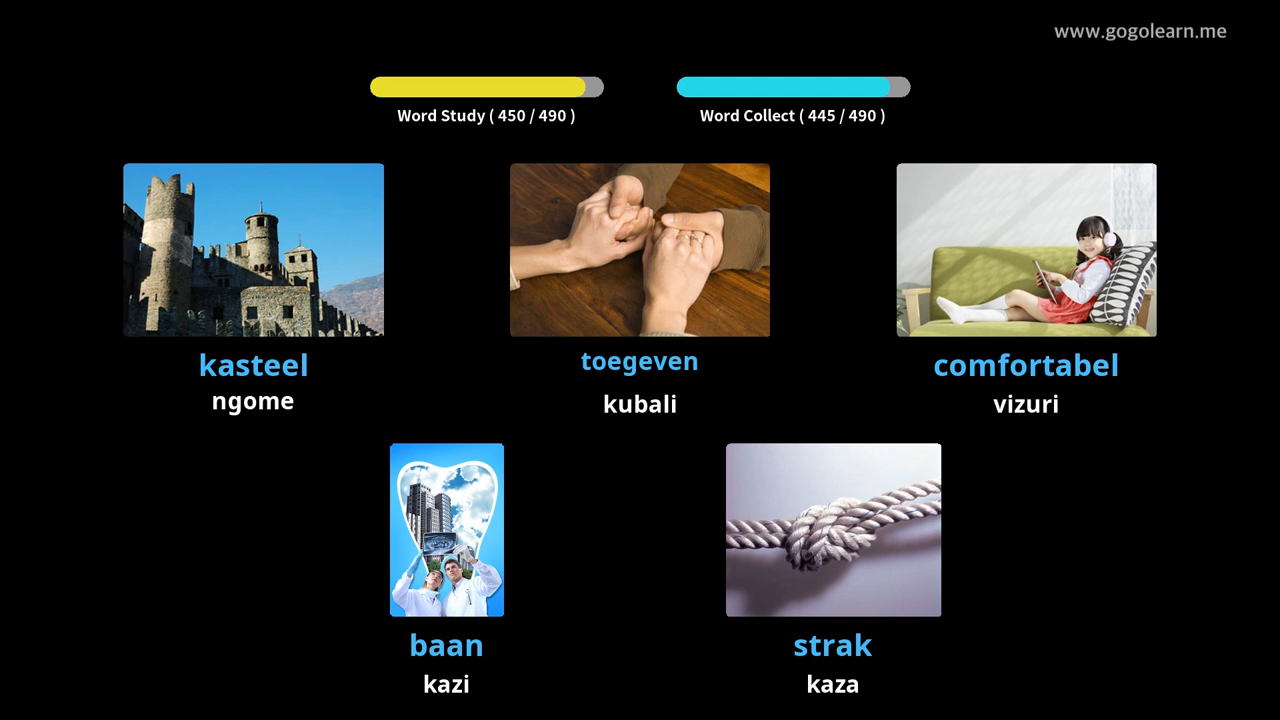 www.gogolearn.me
Word Study ( 450 / 490 )
Word Collect ( 445 / 490 )
kasteel
ngome
toegeven
kubali
comfortabel
vizuri
baan
kazi
strak
kaza